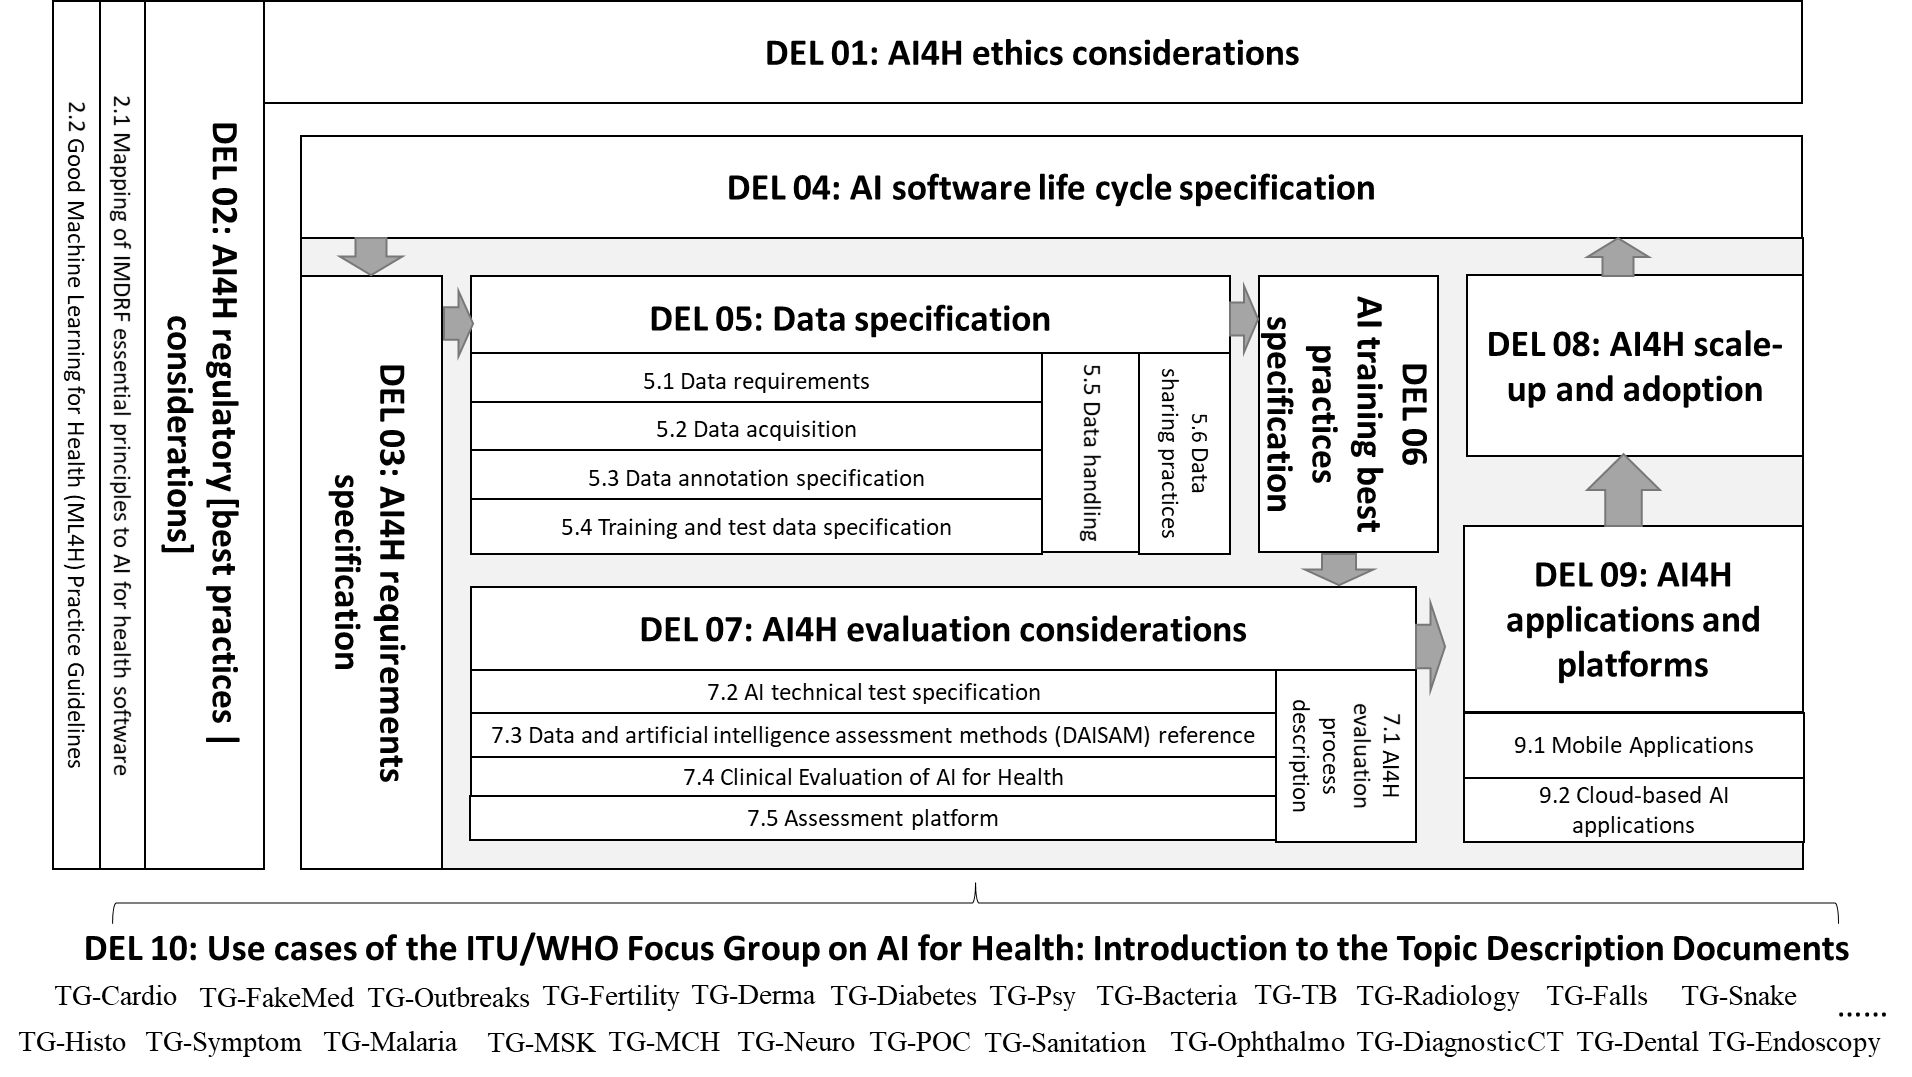 DEL 01: AI4H ethics considerations
2.2 Good Machine Learning for Health (ML4H) Practice Guidelines
2.1 Mapping of IMDRF essential principles to AI for health software
DEL 02: AI4H regulatory [best practices |
considerations]
DEL 04: AI software life cycle specification
DEL 03: AI4H requirements
specification
DEL 05: Data specification
5.1 Data requirements
5.2 Data acquisition
5.3 Data annotation specification
5.4 Training and test data specification
5.5 Data handling
5.6 Data
sharing practices
DEL 06
AI training best
practices
specification
DEL 07: AI4H evaluation considerations
7.2 AI technical test specification
7.3 Data and artificial intelligence assessment methods (DAISAM) reference
7.4 Clinical Evaluation of AI for Health
7.5 Assessment platform
7.1 AI4H
evaluation
process
description
DEL 08: AI4H scale-
up and adoption
DEL 09: AI4H
applications and
platforms
9.1 Mobile Applications
9.2 Cloud-based AI
applications
DEL 10: Use cases of the ITU/WHO Focus Group on AI for Health: Introduction to the Topic Description Documents
TG-Cardio TG-FakeMed TG-Outbreaks TG-Fertility TG-Derma TG-Diabetes TG-Psy TG-Bacteria TG-TB TG-Radiology TG-Falls TG-Snake ......
TG-Histo TG-Symptom TG-Malaria TG-MSK TG-MCH TG-Neuro TG-POC TG-Sanitation TG-Ophthalmo TG-DiagnosticCT TG-Dental TG-Endoscopy